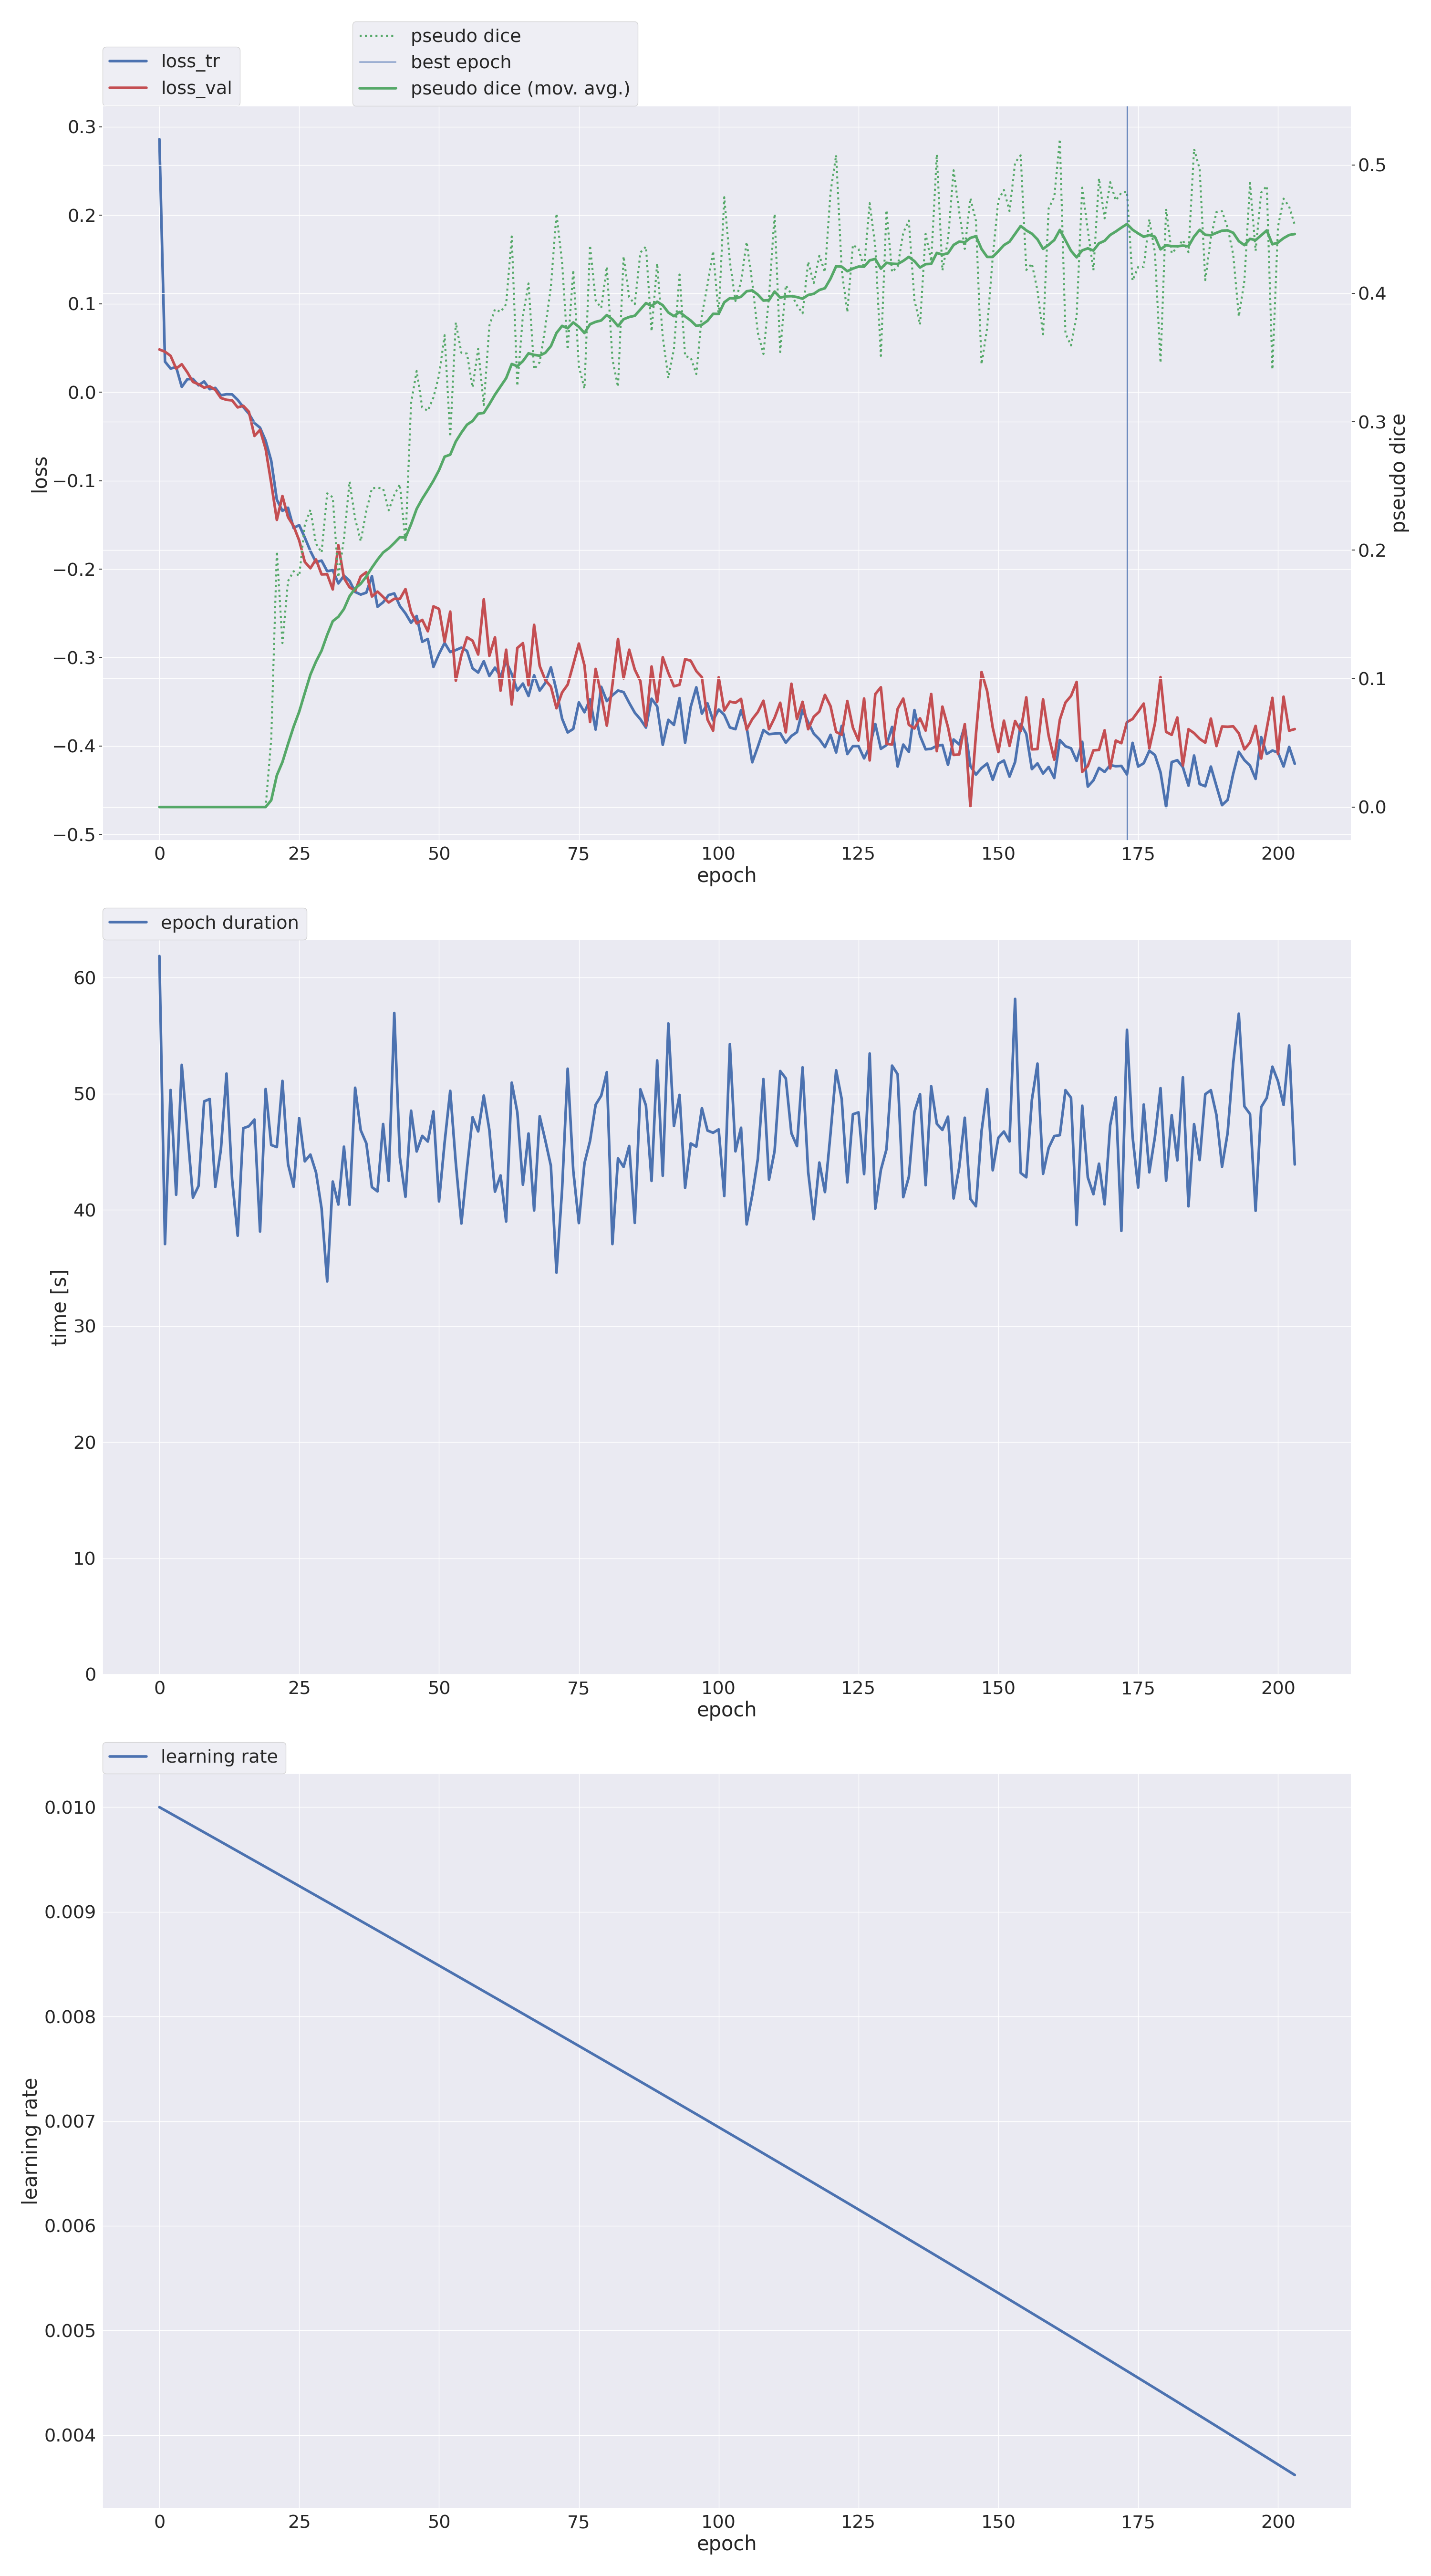 pseudo dice
loss_tr best epoch
loss_val pseudo dice (mov. avg.)
0.3
0.2
0.1
0.0
−0.1
−0.2
−0.3
−0.4
−0.5
loss
0.5
0.4
0.3
0.2
0.1
0.0
pseudo dice
0 25 50 75 100 125 150 175 200
epoch
epoch duration
60
50
40
30
20
10
0
time [s]
0 25 50 75 100 125 150 175 200
epoch
learning rate
0.010
0.009
0.008
0.007
0.006
0.005
0.004
learning rate
0 25 50 75 100 125 150 175 200
epoch